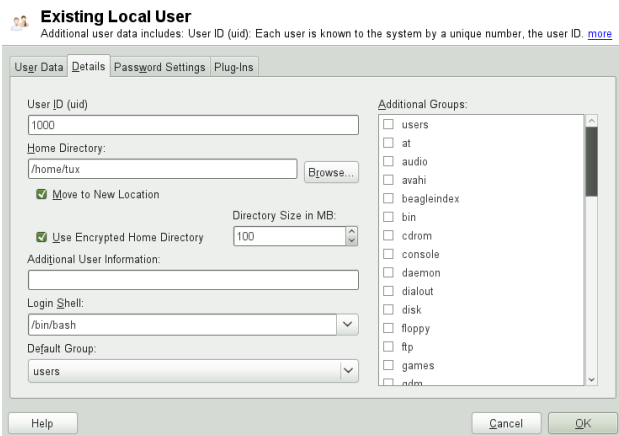 Existing Local User
Additional user data includes: User ID (uid): Each user is known to the system by a unique number, the user ID. more
User Data Details Password Settings Plug-Ins
User ID (uid)
1000
Home Directory:
/home/tux
Browse...
Move to New Location
Directory Size in MB:
Use Encrypted Home Directory
100
Additional User Information:
Login Shell:
/bin/bash
Default Group:
users
Additional Groups:
users
at
audio
avahi
beagleindex
bin
cdrom
console
daemon
dialout
disk
floppy
ftp
games
gdm
Help
Cancel
OK